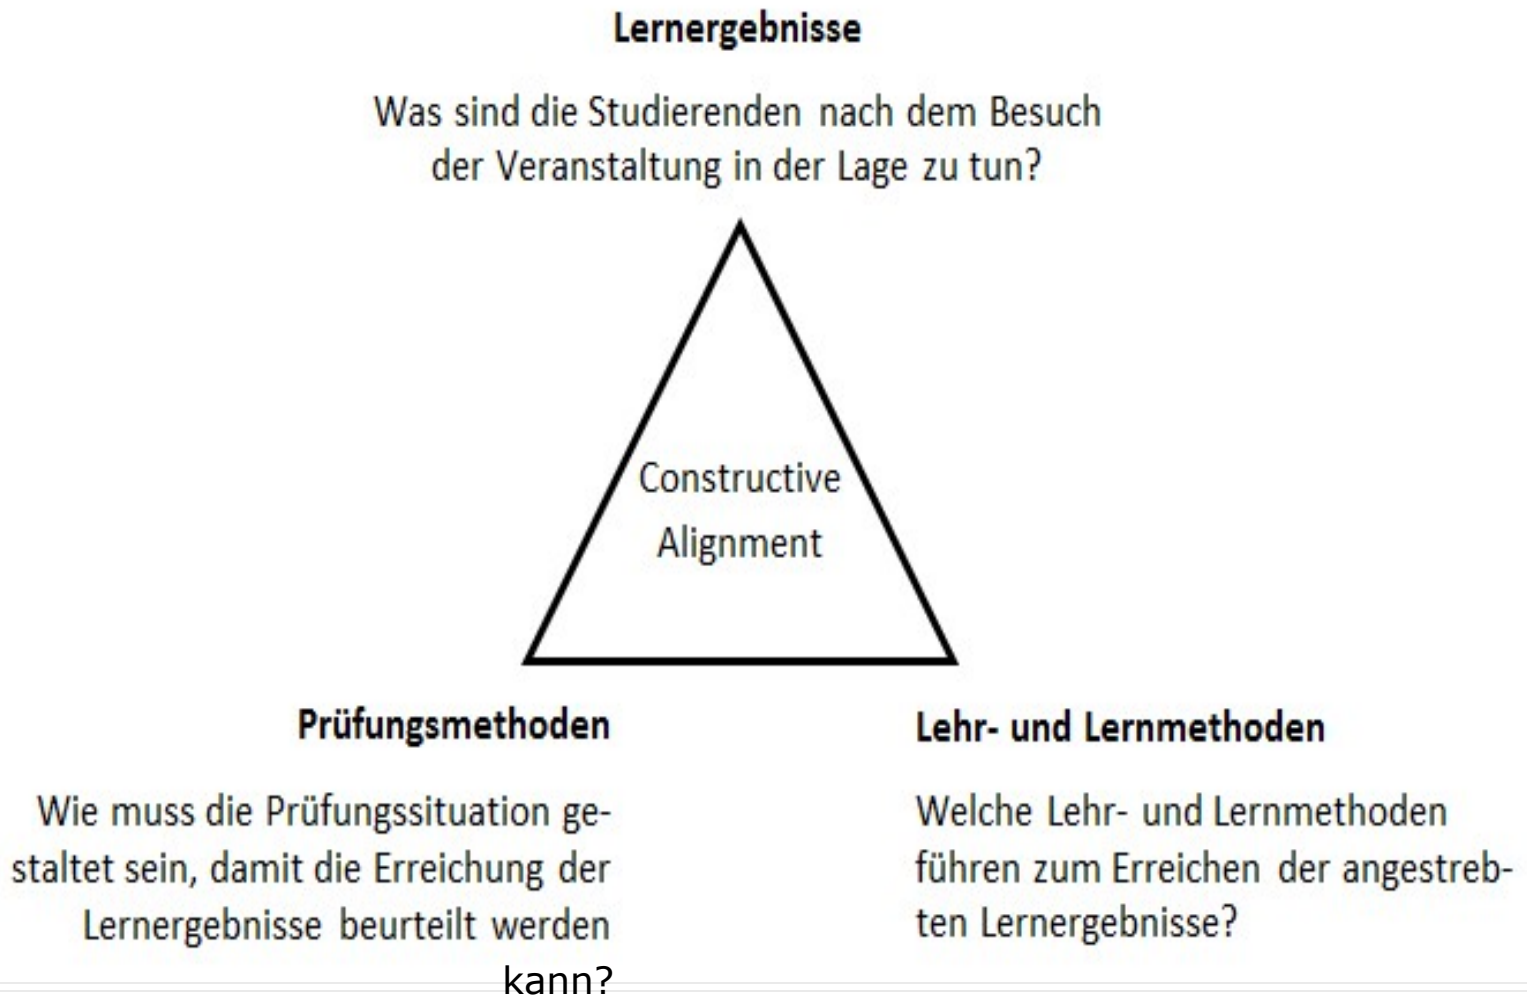 Lernergebnisse
Was sind die Studierenden nach dem Besuch
der Veranstaltung in der Lage zu tun?
Constructive
Alignment
Prüfungsmethoden
Wie muss die Prüfungssituation ge-
staltet sein, damit die Erreichung der
Lernergebnisse beurteilt werden
kann?
Lehr- und Lernmethoden
Welche Lehr- und Lernmethoden
führen zum Erreichen der angestreb-
ten Lernergebnisse?